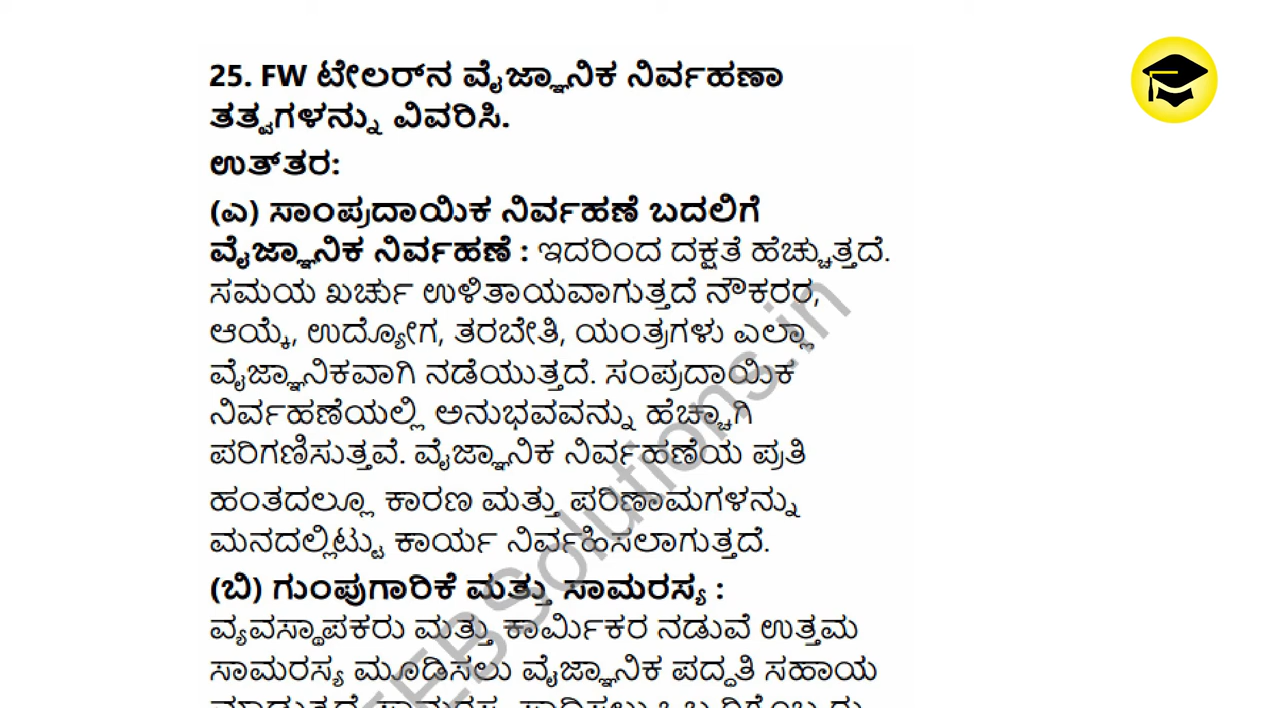 25. FW ಟೇಲರ್‌ನ ವೈಜ್ಞಾನಿಕ ನಿರ್ವಹಣಾ
ತತ್ವಗಳನ್ನು ವಿವರಿಸಿ.
ಉತ್ತರ:
(ಎ) ಸಾಂಪ್ರದಾಯಿಕ ನಿರ್ವಹಣೆ ಬದಲಿಗೆ
ವೈಜ್ಞಾನಿಕ ನಿರ್ವಹಣೆ : ಇದರಿಂದ ದಕ್ಷತೆ ಹೆಚ್ಚುತ್ತದೆ.
ಸಮಯ ಖರ್ಚು ಉಳಿತಾಯವಾಗುತ್ತದೆ ನೌಕರರ,
ಆಯ್ಕೆ, ಉದ್ಯೋಗ, ತರಬೇತಿ, ಯಂತ್ರಗಳು ಎಲ್ಲಾ
ವೈಜ್ಞಾನಿಕವಾಗಿ ನಡೆಯುತ್ತದೆ. ಸಂಪ್ರದಾಯಿಕ
ನಿರ್ವಹಣೆಯಲ್ಲಿ ಅನುಭವವನ್ನು ಹೆಚ್ಚಾಗಿ
ಪರಿಗಣಿಸುತ್ತವೆ. ವೈಜ್ಞಾನಿಕ ನಿರ್ವಹಣೆಯ ಪ್ರತಿ
ಹಂತದಲ್ಲೂ ಕಾರಣ ಮತ್ತು ಪರಿಣಾಮಗಳನ್ನು
ಮನದಲ್ಲಿಟ್ಟು ಕಾರ್ಯ ನಿರ್ವಹಿಸಲಾಗುತ್ತದೆ.
(ಬಿ) ಗುಂಪುಗಾರಿಕೆ ಮತ್ತು ಸಾಮರಸ್ಯ :
ವ್ಯವಸ್ಥಾಪಕರು ಮತ್ತು ಕಾರ್ಮಿಕರ ನಡುವೆ ಉತ್ತಮ
ಸಾಮರಸ್ಯ ಮೂಡಿಸಲು ವೈಜ್ಞಾನಿಕ ಪದ್ದತಿ ಸಹಾಯ
EBSolutions.in